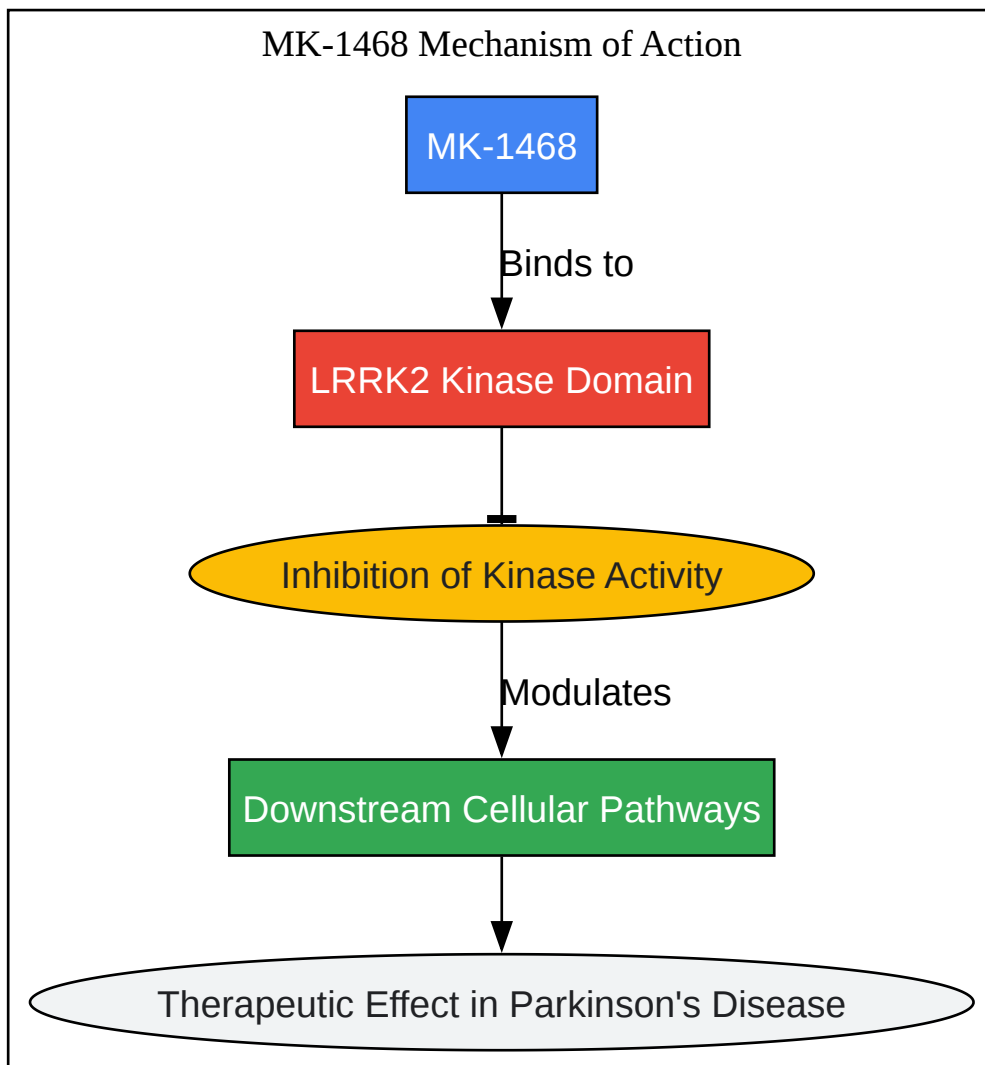 MK-1468 Mechanism of Action
MK-1468
Binds to
LRRK2 Kinase Domain
Inhibition of Kinase Activity
Modulates
Downstream Cellular Pathways
Therapeutic Effect in Parkinson's Disease